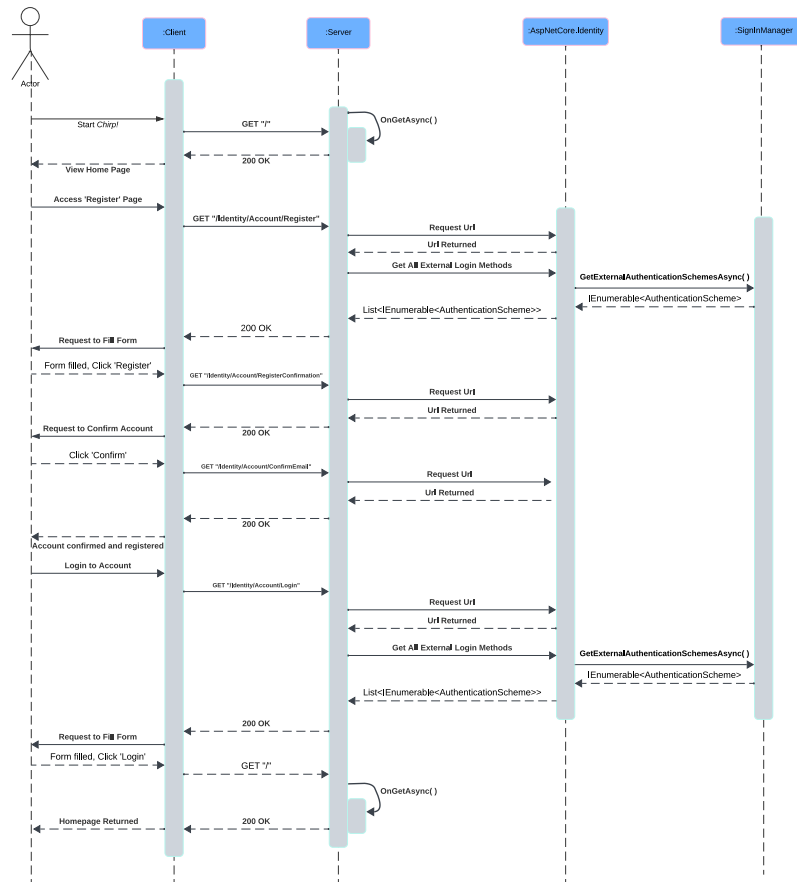 :Client
:Server
:AspNetCore.Identity
:SignInManager
Actor
Start Chirp!
GET "/"
OnGetAsync( )
200 OK
View Home Page
Access 'Register' Page
GET "/Identity/Account/Register"
Request Url
Url Returned
Get All External Login Methods
GetExternalAuthenticationSchemesAsync( )
IEnumerable<AuthenticationScheme>
List<IEnumerable<AuthenticationScheme>>
200 OK
Request to Fill Form
Form filled, Click 'Register'
GET "/Identity/Account/RegisterConfirmation"
Request Url
Url Returned
200 OK
Request to Confirm Account
Click 'Confirm'
GET "/Identity/Account/ConfirmEmail"
Request Url
Url Returned
200 OK
Account confirmed and registered
Login to Account
GET "/Identity/Account/Login"
Request Url
Url Returned
Get All External Login Methods
GetExternalAuthenticationSchemesAsync( )
IEnumerable<AuthenticationScheme>
List<IEnumerable<AuthenticationScheme>>
200 OK
Request to Fill Form
Form filled, Click 'Login'
GET "/"
OnGetAsync( )
200 OK
Homepage Returned